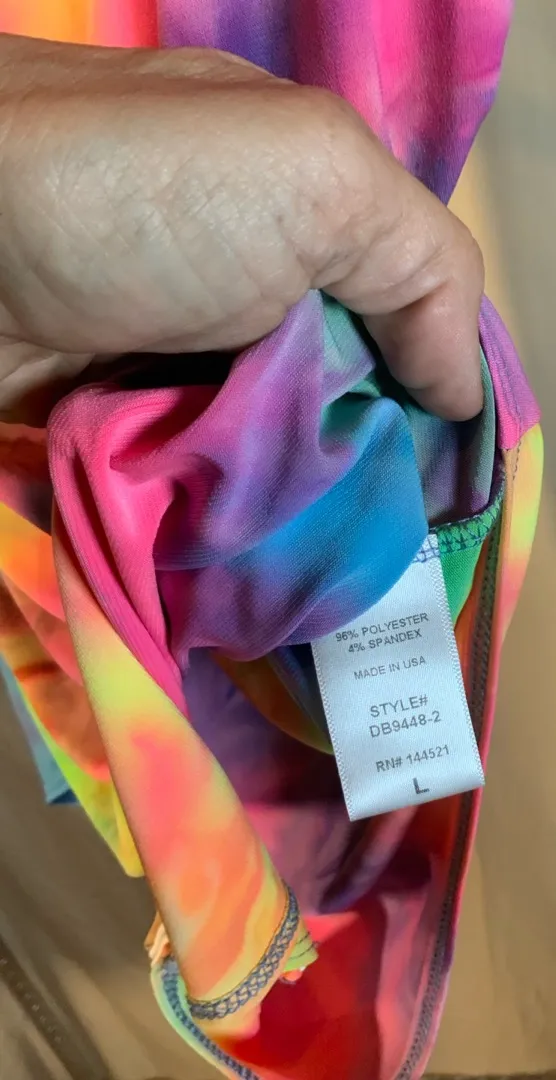 96% POLYESTER
4% SPANDEX
MADE IN USA
STYLE#
DB9448-2
RN# 144521
L